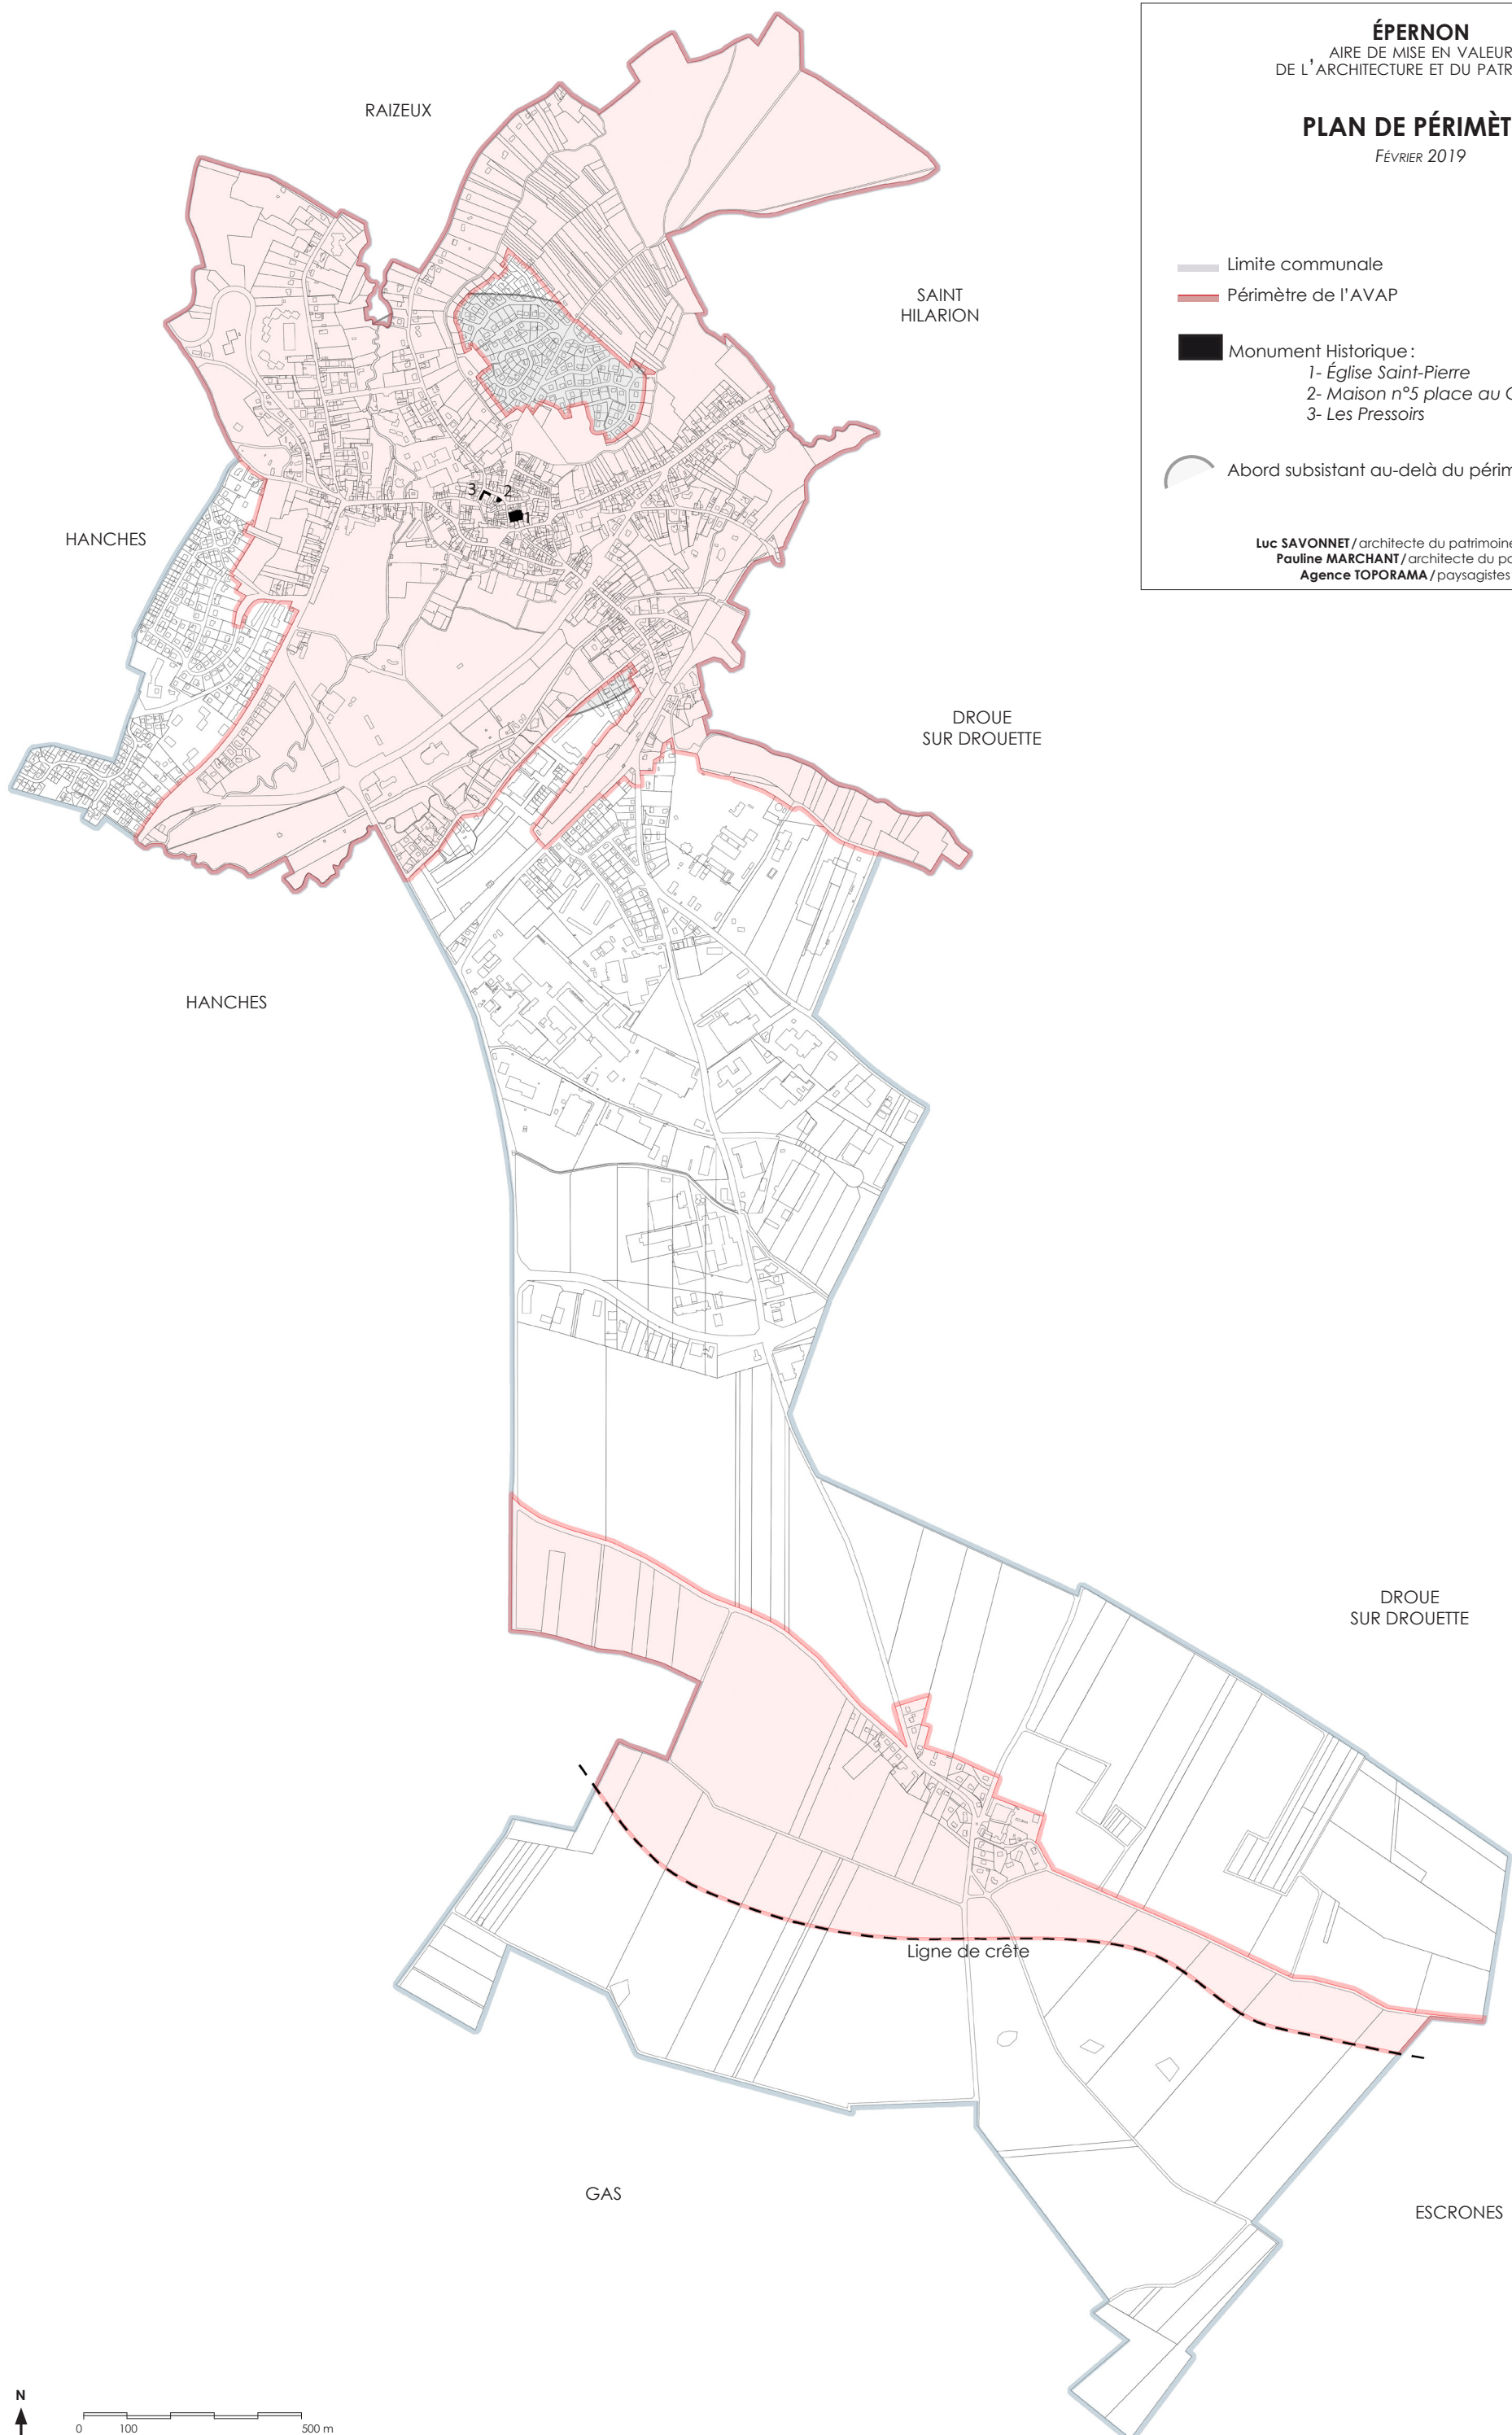 ÉPERNON
AIRE DE MISE EN VALEUR
DE L'ARCHITECTURE ET DU PATR
PLAN DE PÉRIMÈT
FÉVRIER 2019
Limite communale
Périmètre de l'AVAP
Monument Historique :
1- Église Saint-Pierre
2- Maison n°5 place au
3- Les Pressoirs
Abord subsistant au-delà du périm
Luc SAVONNET / architecte du patrimoine
Pauline MARCHANT / architecte du pa
Agence TOPORAMA / paysagistes
RAIZEUX
SAINT
HILARION
3
2
1
HANCHES
DROUE
SUR DROUETTE
HANCHES
DROUE
SUR DROUETTE
Ligne de crête
GAS
ESCRONES
N
0 100 500 m